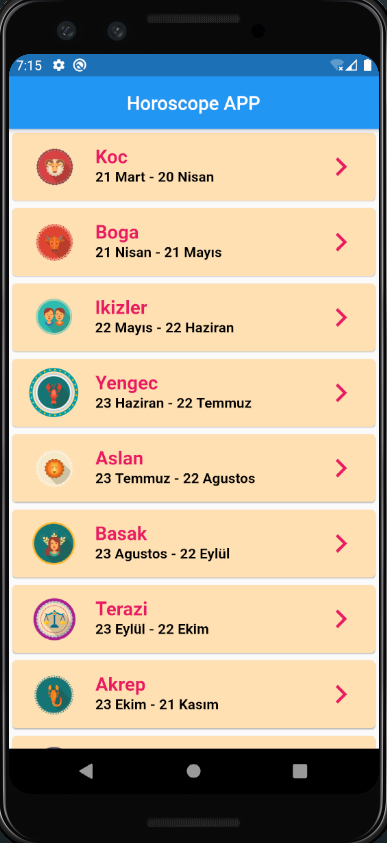 7:15
Horoscope APP
Koc
21 Mart - 20 Nisan
Boga
21 Nisan - 21 Mayıs
Ikizler
22 Mayıs - 22 Haziran
Yengec
23 Haziran - 22 Temmuz
Aslan
23 Temmuz - 22 Agustos
Basak
23 Agustos - 22 Eylül
Terazi
23 Eylül - 22 Ekim
Akrep
23 Ekim - 21 Kasım